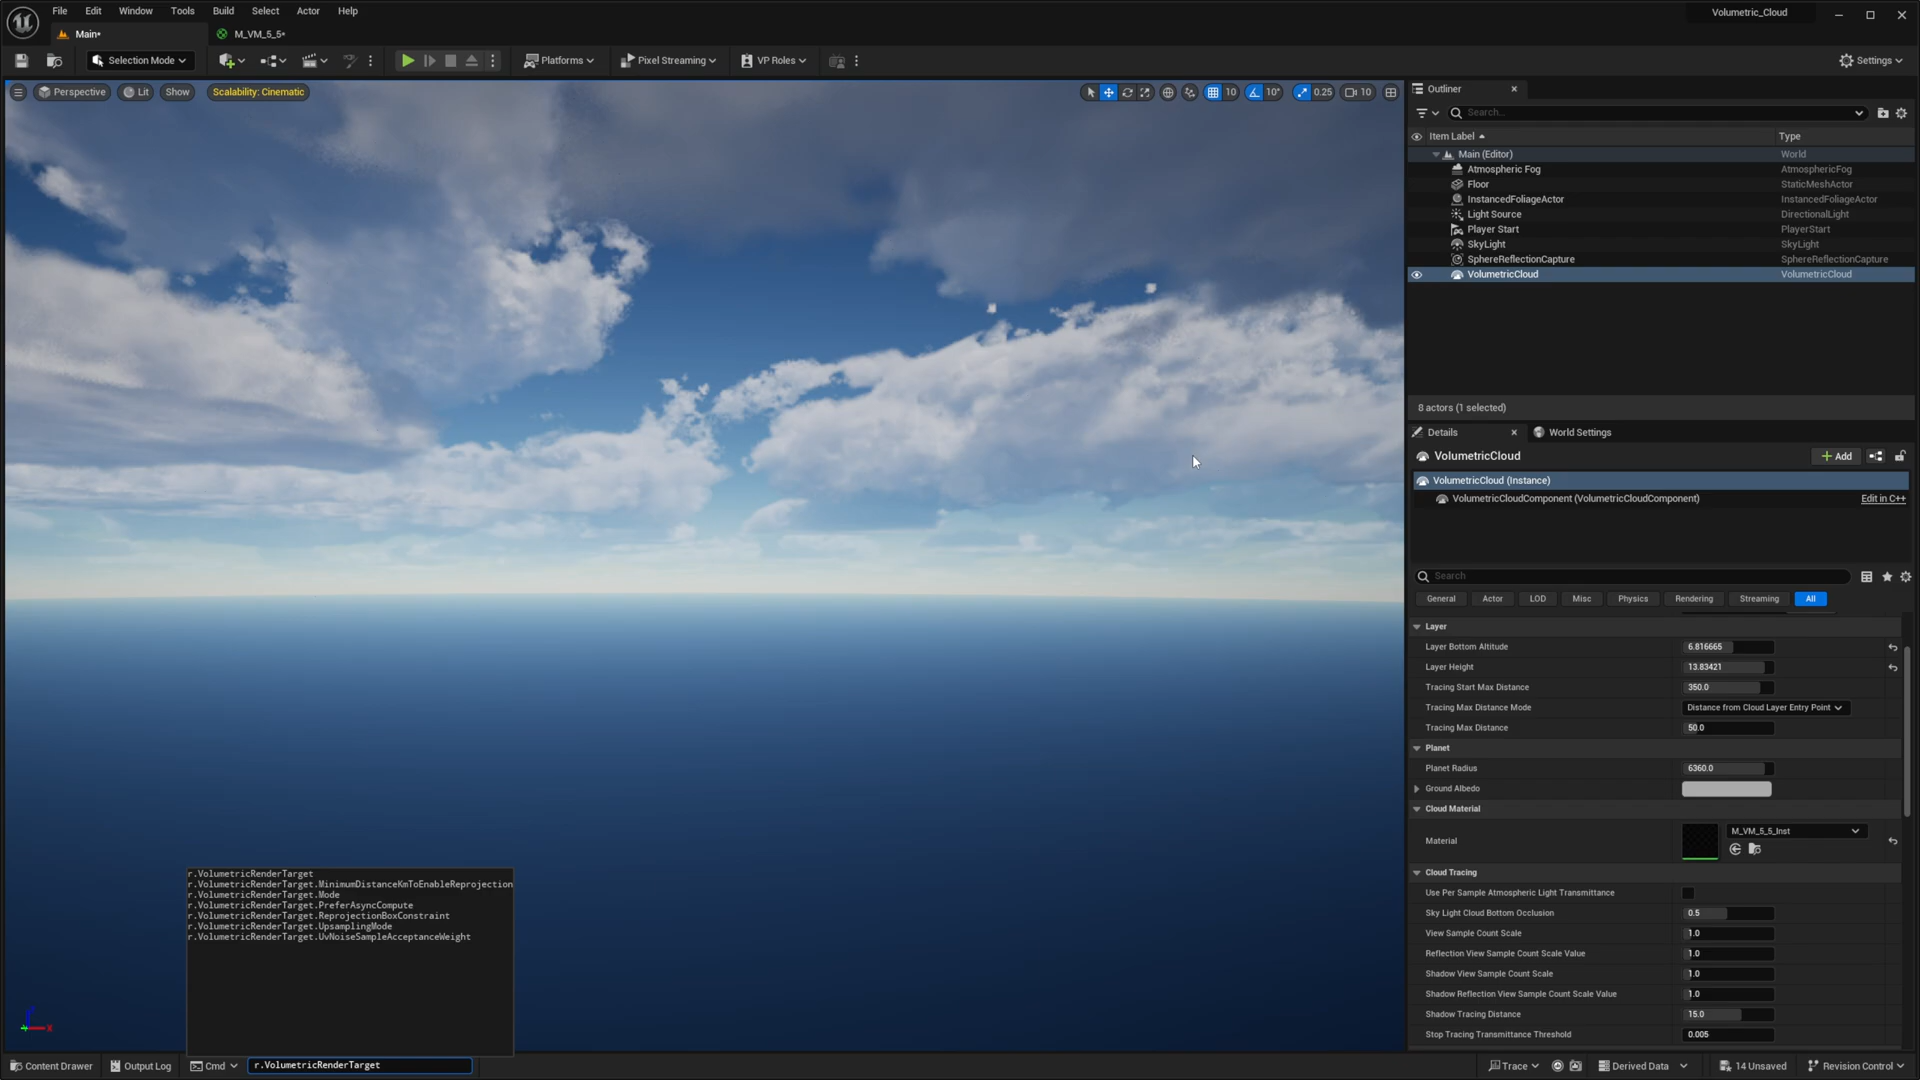 File Edit Window Tools Build Select Actor Help
Volumetric_Cloud
Main* M_VM_5_5*
Selection Mode Platforms Pixel Streaming VP Roles Settings
Perspective Lit Show Scalability: Cinematic 10 10° 0.25 10
Outliner
Search...
Item Label Type
Main (Editor) World
Atmospheric Fog AtmosphericFog
Floor StaticMeshActor
InstancedFoliageActor InstancedFoliageActor
Light Source DirectionalLight
Player Start PlayerStart
SkyLight SkyLight
SphereReflectionCapture SphereReflectionCapture
VolumetricCloud VolumetricCloud
8 actors (1 selected)
Details World Settings
VolumetricCloud Add
VolumetricCloud (Instance)
VolumetricCloudComponent (VolumetricCloudComponent) Edit in C++
Search
General Actor LOD Misc Physics Rendering Streaming All
Layer
Layer Bottom Altitude 6.816665
Layer Height 13.83421
Tracing Start Max Distance 350.0
Tracing Max Distance Mode Distance from Cloud Layer Entry Point
Tracing Max Distance 50.0
Planet
Planet Radius 6360.0
Ground Albedo
Cloud Material
Material M_VM_5_5_Inst
Cloud Tracing
Use Per Sample Atmospheric Light Transmittance
Sky Light Cloud Bottom Occlusion 0.5
View Sample Count Scale 1.0
Reflection View Sample Count Scale Value 1.0
Shadow View Sample Count Scale 1.0
Shadow Reflection View Sample Count Scale Value 1.0
Shadow Tracing Distance 15.0
Stop Tracing Transmittance Threshold 0.005
r.VolumetricRenderTarget
r.VolumetricRenderTarget.MinimumDistanceKmToEnableReprojection
r.VolumetricRenderTarget.Mode
r.VolumetricRenderTarget.PreferAsyncCompute
r.VolumetricRenderTarget.ReprojectionBoxConstraint
r.VolumetricRenderTarget.UpsamplingMode
r.VolumetricRenderTarget.UvNoiseSampleAcceptanceWeight
Content Drawer Output Log Cmd r.VolumetricRenderTarget Trace Derived Data 14 Unsaved Revision Control